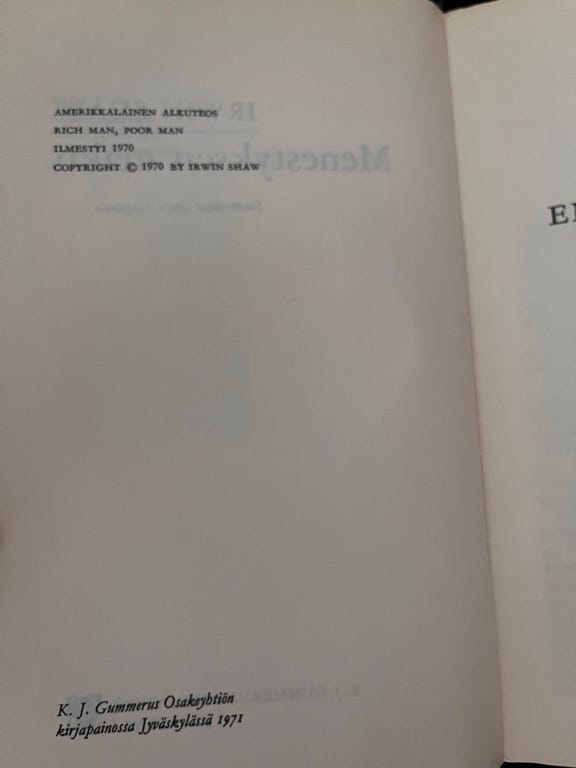 AMERIKKALAINEN ALKUTEOS
RICH MAN, POOR MAN
ILMESTYI 1970
COPYRIGHT © 1970 BY IRWIN SHAW
K. J. Gummerus Osakeyhtiön
kirjapainossa Jyväskylässä 1971